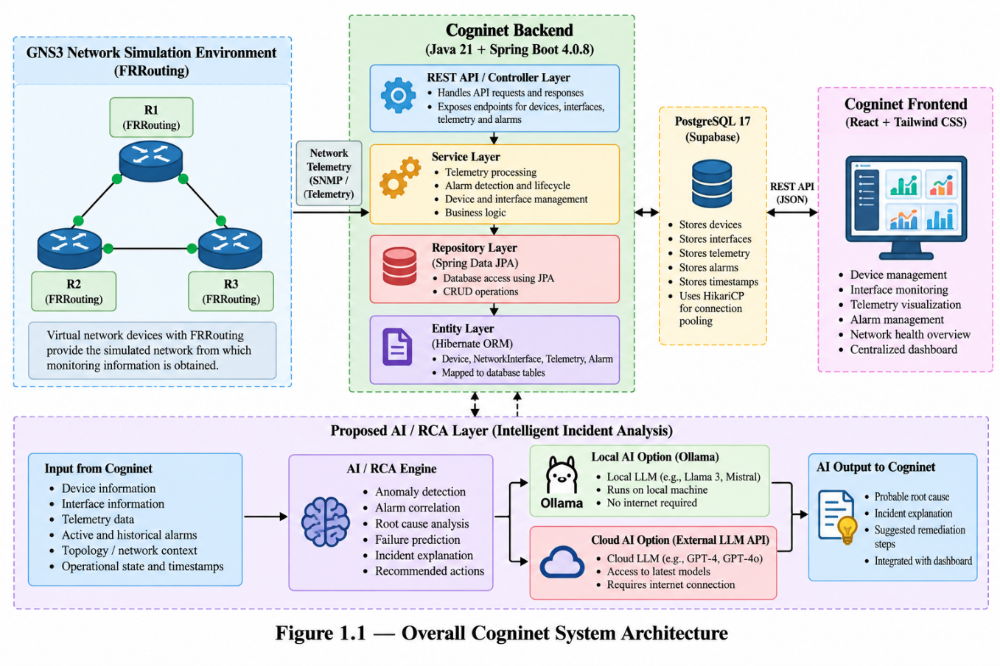 GNS3 Network Simulation Environment
(FRRouting)
R1
(FRRouting)
R2
(FRRouting)
R3
(FRRouting)
Virtual network devices with FRRouting
provide the simulated network from which
monitoring information is obtained.
Network
Telemetry
(SNMP /
(Telemetry)
Cogninet Backend
(Java 21 + Spring Boot 4.0.8)
REST API / Controller Layer
• Handles API requests and responses
• Exposes endpoints for devices, interfaces,
telemetry and alarms
Service Layer
• Telemetry processing
• Alarm detection and lifecycle
• Device and interface management
• Business logic
Repository Layer
(Spring Data JPA)
• Database access using JPA
• CRUD operations
Entity Layer
(Hibernate ORM)
• Device, NetworkInterface, Telemetry, Alarm
• Mapped to database tables
PostgreSQL 17
(Supabase)
• Stores devices
• Stores interfaces
• Stores telemetry
• Stores alarms
• Stores timestamps
• Uses HikariCP
for connection
pooling
REST API
(JSON)
Cogninet Frontend
(React + Tailwind CSS)
• Device management
• Interface monitoring
• Telemetry visualization
• Alarm management
• Network health overview
• Centralized dashboard
Proposed AI / RCA Layer (Intelligent Incident Analysis)
Input from Cogninet
• Device information
• Interface information
• Telemetry data
• Active and historical alarms
• Topology / network context
• Operational state and timestamps
AI / RCA Engine
• Anomaly detection
• Alarm correlation
• Root cause analysis
• Failure prediction
• Incident explanation
• Recommended actions
Local AI Option (Ollama)
Ollama
• Local LLM (e.g., Llama 3, Mistral)
• Runs on local machine
• No internet required
Cloud AI Option (External LLM API)
• Cloud LLM (e.g., GPT-4, GPT-4o)
• Access to latest models
• Requires internet connection
AI Output to Cogninet
• Probable root cause
• Incident explanation
• Suggested remediation
steps
• Integrated with dashboard
Figure 1.1 — Overall Cogninet System Architecture